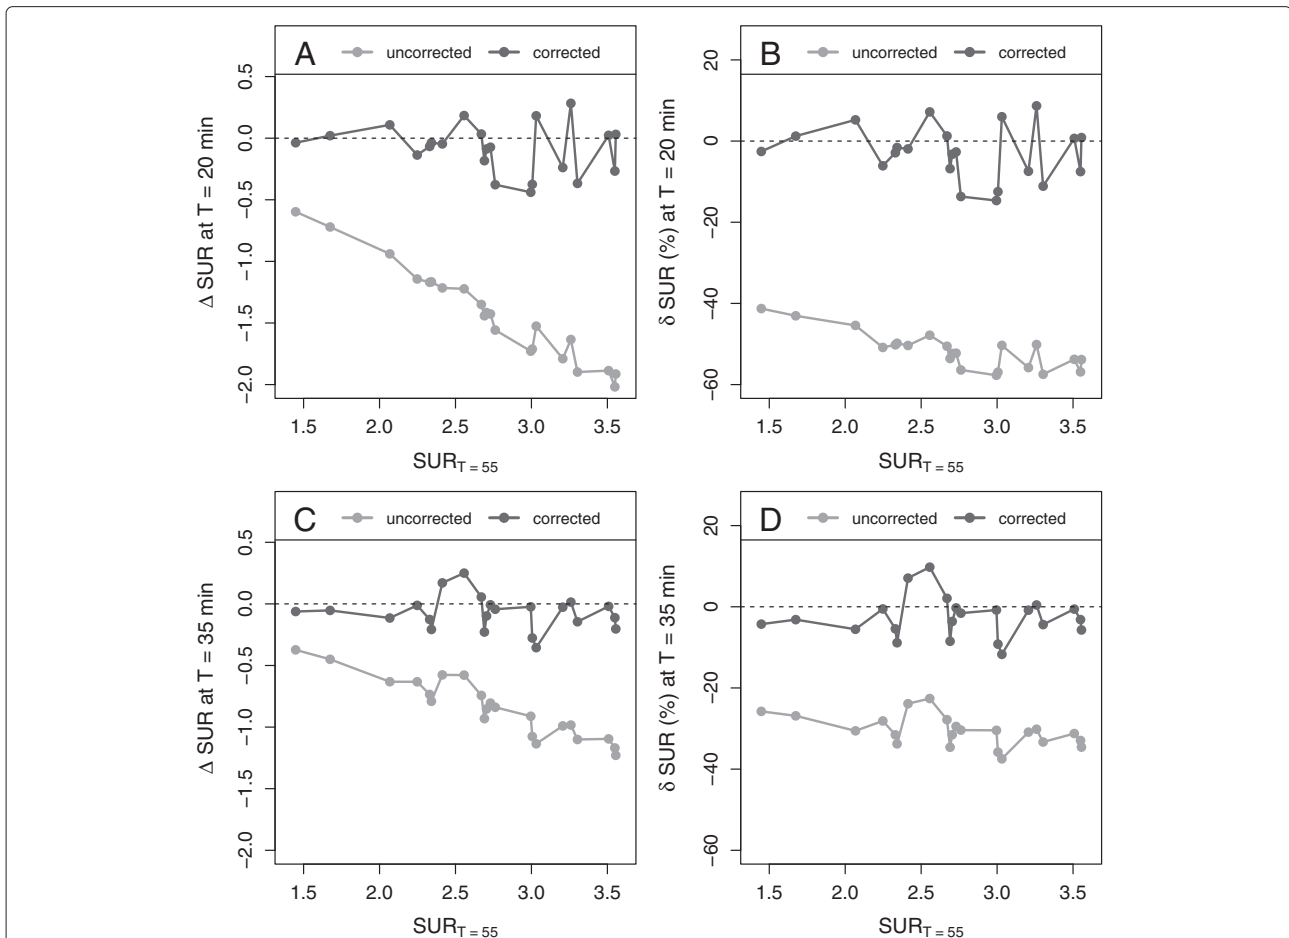 A uncorrected corrected
Δ SUR at T = 20 min
0.5
0.0
−0.5
−1.0
−1.5
−2.0
1.5 2.0 2.5 3.0 3.5
SUR T = 55
B uncorrected corrected
δ SUR (%) at T = 20 min
20
0
−20
−40
−60
1.5 2.0 2.5 3.0 3.5
SUR T = 55
C uncorrected corrected
Δ SUR at T = 35 min
0.5
0.0
−0.5
−1.0
−1.5
−2.0
1.5 2.0 2.5 3.0 3.5
SUR T = 55
D uncorrected corrected
δ SUR (%) at T = 35 min
20
0
−20
−40
−60
1.5 2.0 2.5 3.0 3.5
SUR T = 55